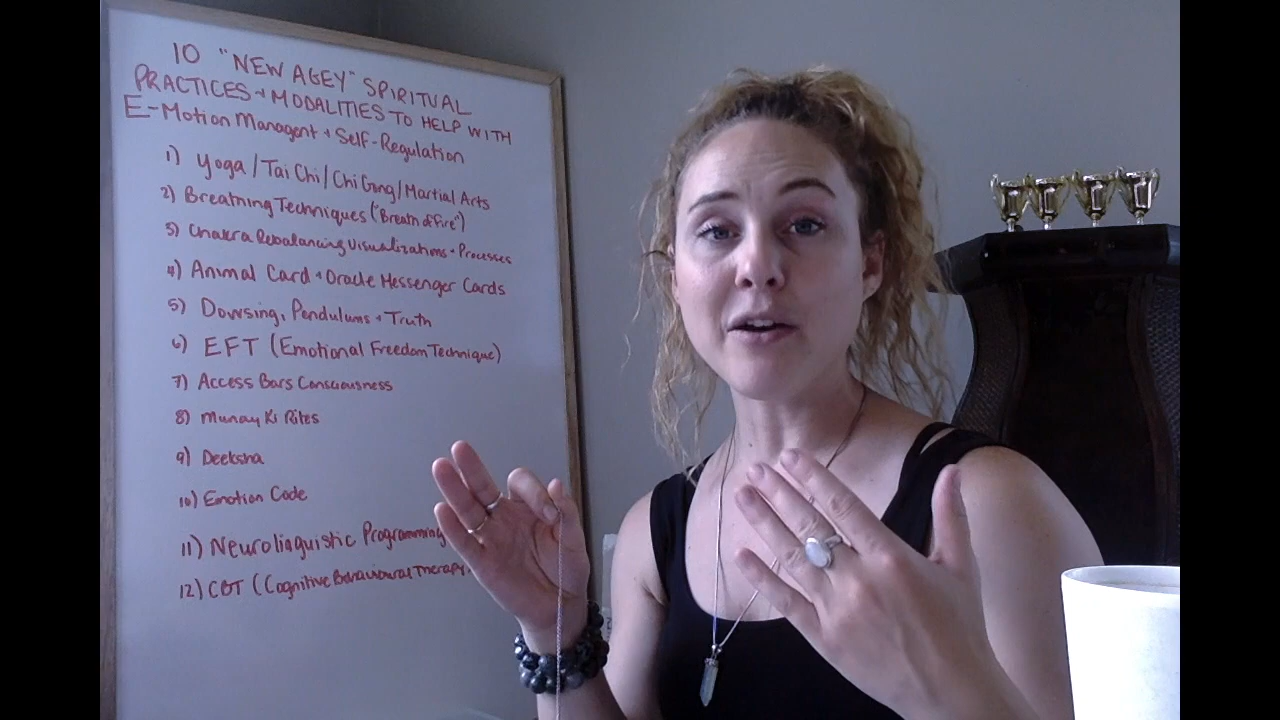 10 "NEW AGEY" SPIRITUAL
PRACTICES + MODALITIES TO HELP WITH
E-Motion Managent + Self-Regulation
1) Yoga / Tai Chi / Chi Gong / Martial Arts
2) Breathing Techniques ("Breath of Fire")
3) Chakra Rebalancing Visualizations + Processes
4) Animal Card + Oracle Messenger Cards
5) Dowsing, Pendulums + Truth
6) EFT (Emotional Freedom Technique)
7) Access Bars Consciousness
8) Munay Ki Rites
9) Deeksha
10) Emotion Code
11) Neurolinguistic Programming
12) CBT (Cognitive Behavioural Therapy